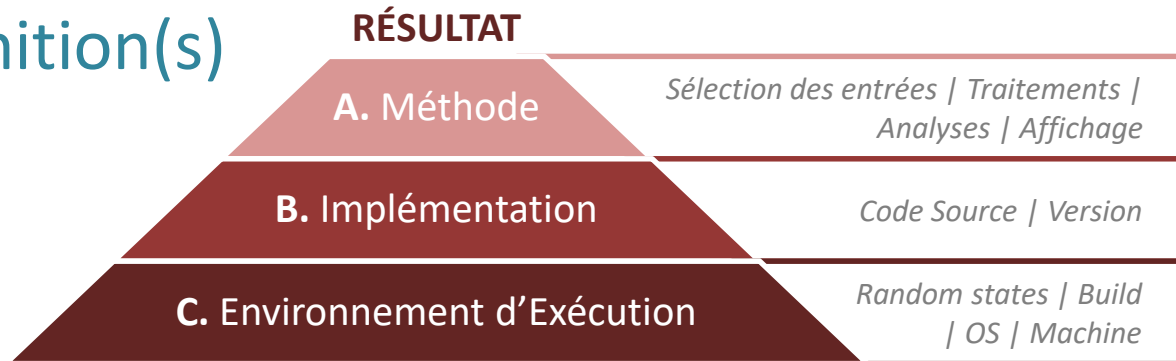 nition(s)
RÉSULTAT
A. Méthode
Sélection des entrées | Traitements |
Analyses | Affichage
B. Implémentation
Code Source | Version
C. Environnement d’Exécution
Random states | Build
| OS | Machine